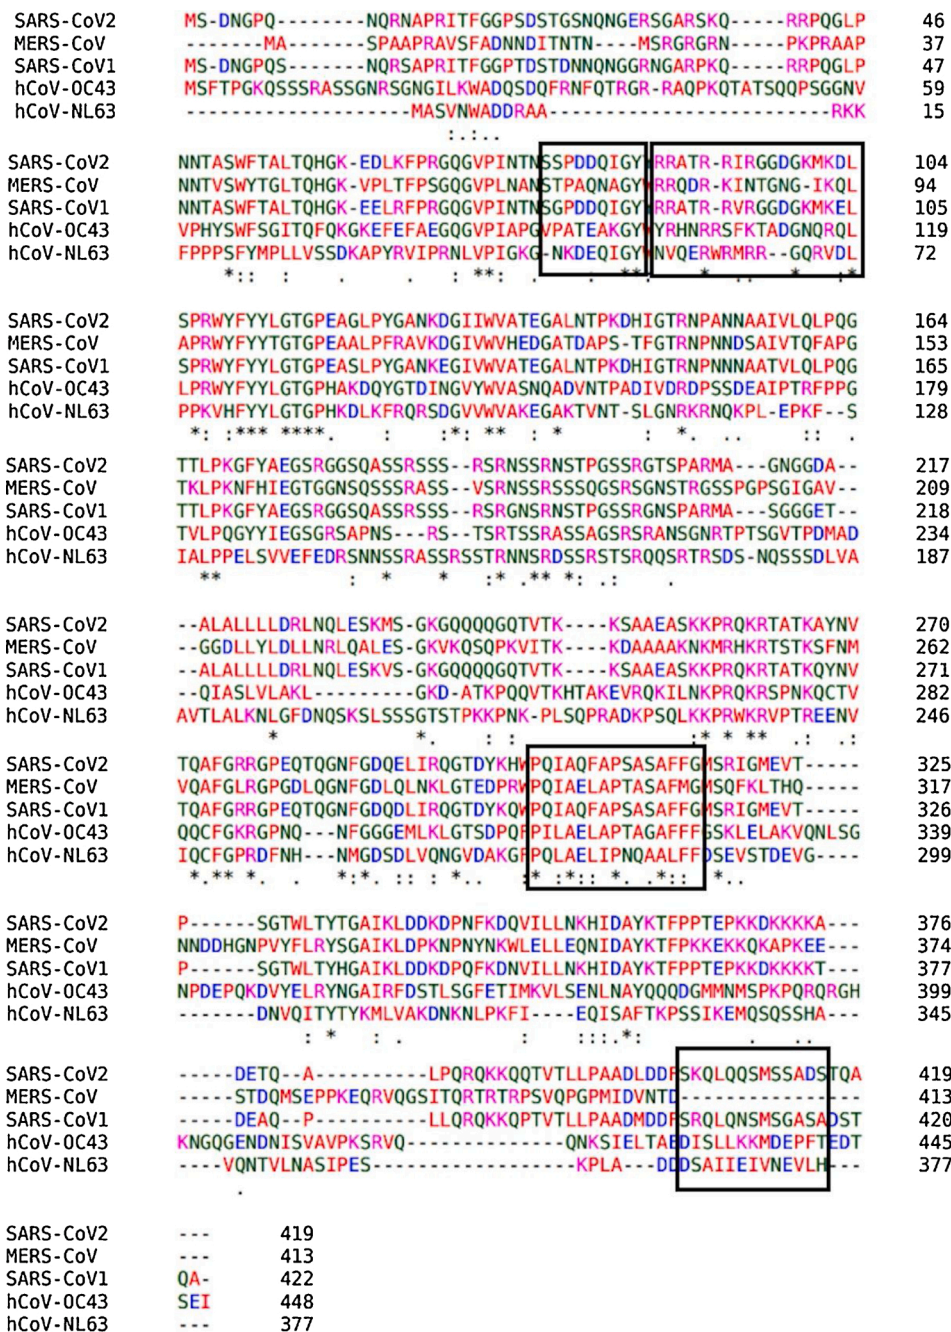 SARS-CoV2 MS-DNGPQ---------NQRNAPRITFGGPSDSTGSNQNGERSGARSKQ-----RRPQGLP 46
MERS-CoV -------MA--------SPAAPRAVSFADNNDITNTN----MSRGRGRN-----PKPRAAP 37
SARS-CoV1 MS-DNGPQS--------NQRSAPRITFGGPTDSTDNNQNGGRNGARPKQ-----RRPQGLP 47
hCoV-OC43 MSFTPGKQSSSRASSGNRSGNGILKWADQSDQFRNFQTRGR-RAQPKQTATSQQPSGGNV 59
hCoV-NL63 --------------------MASVNWADDRAA-------------------------RKK 15
:.:..
SARS-CoV2 NNTASWFTALTQHGK-EDLKFPRGQGVPINTNSSPDDQIGYYRRATR-RIRGGDGKMKDL 104
MERS-CoV NNTVSWYTGLTQHGK-VPLTFPSGQGVPLNANSTPAQNAGYWRRQDR-KINTGNG-IKQL 94
SARS-CoV1 NNTASWFTALTQHGK-EELRFPRGQGVPINTNSGPDDQIGYYRRATR-RVRGGDGKMKEL 105
hCoV-OC43 VPHYSWFSGITQFQKGKEFEFAEGQGVPIAPGVPATEAKGYWYRHNRRSFKTADGNQRQL 119
hCoV-NL63 FPPPSFYMPLLVSSDKAPYRVIPRNLVPIGKG-NKDEQIGYWNVQERWRMRR--GQRVDL 72
*:: : . . : **: . . ** * :: * :*
SARS-CoV2 SPRWYFYYLGTGPEAGLPYGANKDGIIWVATEGALNTPKDHIGTRNPANNAAIVLQLPQG 164
MERS-CoV APRWYFYYTGTGPEAALPFRAVKDGIVWVHEDGATDAPS-TFGTRNPNNDSAIVTQFAPG 153
SARS-CoV1 SPRWYFYYLGTGPEASLPYGANKEGIVWVATEGALNTPKDHIGTRNPNNNAATVLQLPQG 165
hCoV-OC43 LPRWYFYYLGTGPHAKDQYGTDINGVYWVASNQADVNTPADIVDRDPSSDEAIPTRFPPG 179
hCoV-NL63 PPKVHFYYLGTGPHKDLKFRQRSDGVVWVAKEGAKTVNT-SLGNRKRNQKPL-EPKF--S 128
*: :*** ****. : :*: ** : * : *. .. :: .
SARS-CoV2 TTLPKGFYAEGSRGGSQASSRSSS--RSRNSSRNSTPGSSRGTSPARMA---GNGGDA-- 217
MERS-CoV TKLPKNFHIEGTGGNSQSSSRASS--VSRNSSRSSSQGSRSGNSTRGSSPGPSGIGAV-- 209
SARS-CoV1 TTLPKGFYAEGSRGGSQASSRSSS--RSRGNSRNSTPGSSRGNSPARMA---SGGGET-- 218
hCoV-OC43 TVLPQGYYIEGSGRSAPNS---RS--TSRTSSRASSAGSRSRANSGNRTPTSGVTPDMAD 234
hCoV-NL63 IALPPELSVVEFEDRSNNSSRASSRSSTRNNSRDSSRSTSRQQSRTRSDS-NQSSSDLVA 187
** : * * :* .** *: .: .
SARS-CoV2 --ALALLLLDRLNQLESKMS-GKGQQQQGQTVTK----KSAAEASKKPRQKRTATKAYNV 270
MERS-CoV --GGDLLYLDLLNRLQALES-GKVKQSQPKVITK----KDAAAAKNKMRHKRTSTKSFNM 262
SARS-CoV1 --ALALLLLDRLNQLESKVS-GKGQQQQGQTVTK----KSAAEASKKPRQKRTATKQYNV 271
hCoV-OC43 --QIASLVLAKL---------GKD-ATKPQQVTKHTAKEVRQKILNKPRQKRSPNKQCTV 282
hCoV-NL63 AVTLALKNLGFDNQSKSLSSSGTSTPKKPNK-PLSQPRADKPSQLKKPRWKRVPTREENV 246
* *. : : :* * ** .: .:
SARS-CoV2 TQAFGRRGPEQTQGNFGDQELIRQGTDYKHWPQIAQFAPSASAFFGMSRIGMEVT----- 325
MERS-CoV VQAFGLRGPGDLQGNFGDLQLNKLGTEDPRWPQIAELAPTASAFMGMSQFKLTHQ----- 317
SARS-CoV1 TQAFGRRGPEQTQGNFGDQDLIRQGTDYKQWPQIAQFAPSASAFFGMSRIGMEVT----- 326
hCoV-OC43 QQCFGKRGPNQ---NFGGGEMLKLGTSDPQFPILAELAPTAGAFFFGSKLELAKVQNLSG 339
hCoV-NL63 IQCFGPRDFNH---NMGDSDLVQNGVDAKGFPQLAELIPNQAALFFDSEVSTDEVG---- 299
*.** *. . *:*. :: : *.. :* :*:: *. .*:: *..
SARS-CoV2 P------SGTWLTYTGAIKLDDKDPNFKDQVILLNKHIDAYKTFPPTEPKKDKKKKA--- 376
MERS-CoV NNDDHGNPVYFLRYSGAIKLDPKNPNYNKWLELLEQNIDAYKTFPKKEKKQKAPKEE--- 374
SARS-CoV1 P------SGTWLTYHGAIKLDDKDPQFKDNVILLNKHIDAYKTFPPTEPKKDKKKKT--- 377
hCoV-OC43 NPDEPQKDVYELRYNGAIRFDSTLSGFETIMKVLSENLNAYQQQDGMMNMSPKPQRQRGH 399
hCoV-NL63 -------DNVQITYTYKMLVAKDNKNLPKFI----EQISAFTKPSSIKEMQSQSSHA--- 345
: * : . : :::.*: . ..
SARS-CoV2 -----DETQ--A----------LPQRQKKQQTVTLLPAADLDDFSKQLQQSMSSADSTQA 419
MERS-CoV -----STDQMSEPPKEQRVQGSITQRTRTRPSVQPGPMIDVNTD---------------- 413
SARS-CoV1 -----DEAQ--P----------LLQRQKKQPTVTLLPAADMDDFSRQLQNSMSGASADST 420
hCoV-OC43 KNGQGENDNISVAVPKSRVQ--------------QNKSIELTAEDISLLKKMDEPFTEDT 445
hCoV-NL63 ----VQNTVLNASIPES------------------KPLA---DDDSAIIEIVNEVLH--- 377
.
SARS-CoV2 --- 419
MERS-CoV --- 413
SARS-CoV1 QA- 422
hCoV-OC43 SEI 448
hCoV-NL63 --- 377